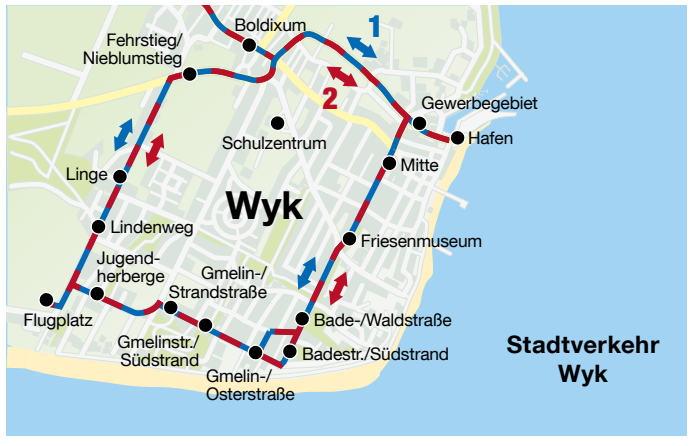 Boldixum
1
Fehrstieg/
Nieblumstieg
2
Gewerbegebiet
Hafen
Schulzentrum
Mitte
Linge
Wyk
Lindenweg
Friesenmuseum
Jugend-
herberge
Gmelin-/
Strandstraße
Flugplatz
Bade-/Waldstraße
Gmelinstr./
Südstrand
Badestr./Südstrand
Gmelin-/
Osterstraße
Stadtverkehr
Wyk